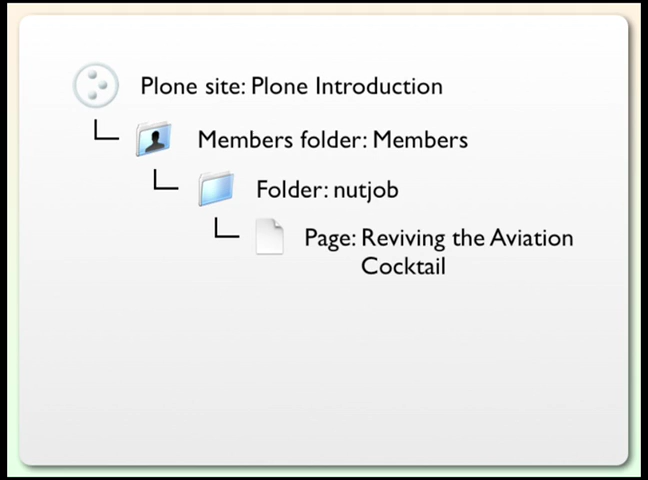 Plone site: Plone Introduction
Members folder: Members
Folder: nutjob
Page: Reviving the Aviation
Cocktail